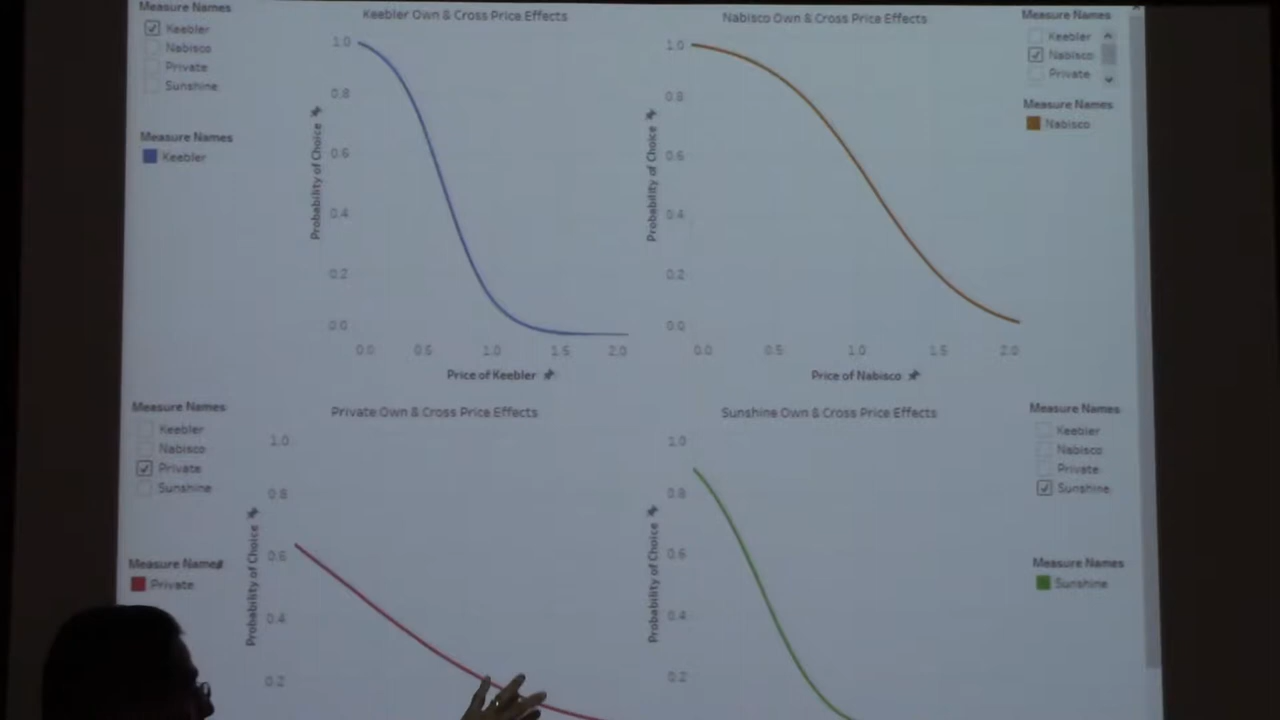 Measure Names
Keebler
Nabisco
Private
Sunshine
Measure Names
Keebler
Keebler Own & Cross Price Effects
Probability of Choice
1.0
0.8
0.6
0.4
0.2
0.0
0.0 0.5 1.0 1.5 2.0
Price of Keebler
Nabisco Own & Cross Price Effects
Probability of Choice
1.0
0.8
0.6
0.4
0.2
0.0
0.0 0.5 1.0 1.5 2.0
Price of Nabisco
Measure Names
Keebler
Nabisco
Private
Measure Names
Nabisco
Measure Names
Keebler
Nabisco
Private
Sunshine
Measure Names
Private
Private Own & Cross Price Effects
Probability of Choice
1.0
0.8
0.6
0.4
0.2
Sunshine Own & Cross Price Effects
Probability of Choice
1.0
0.8
0.6
0.4
0.2
Measure Names
Keebler
Nabisco
Private
Sunshine
Measure Names
Sunshine